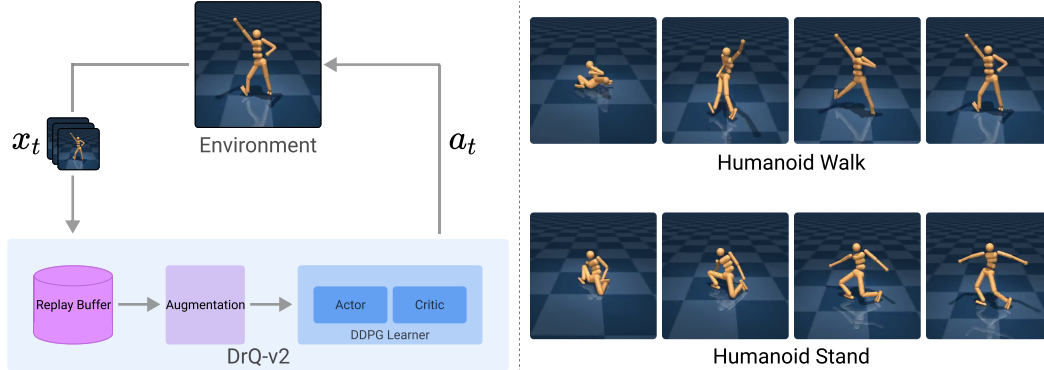 Environment
x_t
a_t
Replay Buffer
Augmentation
Actor
Critic
DDPG Learner
DrQ-v2
Humanoid Walk
Humanoid Stand